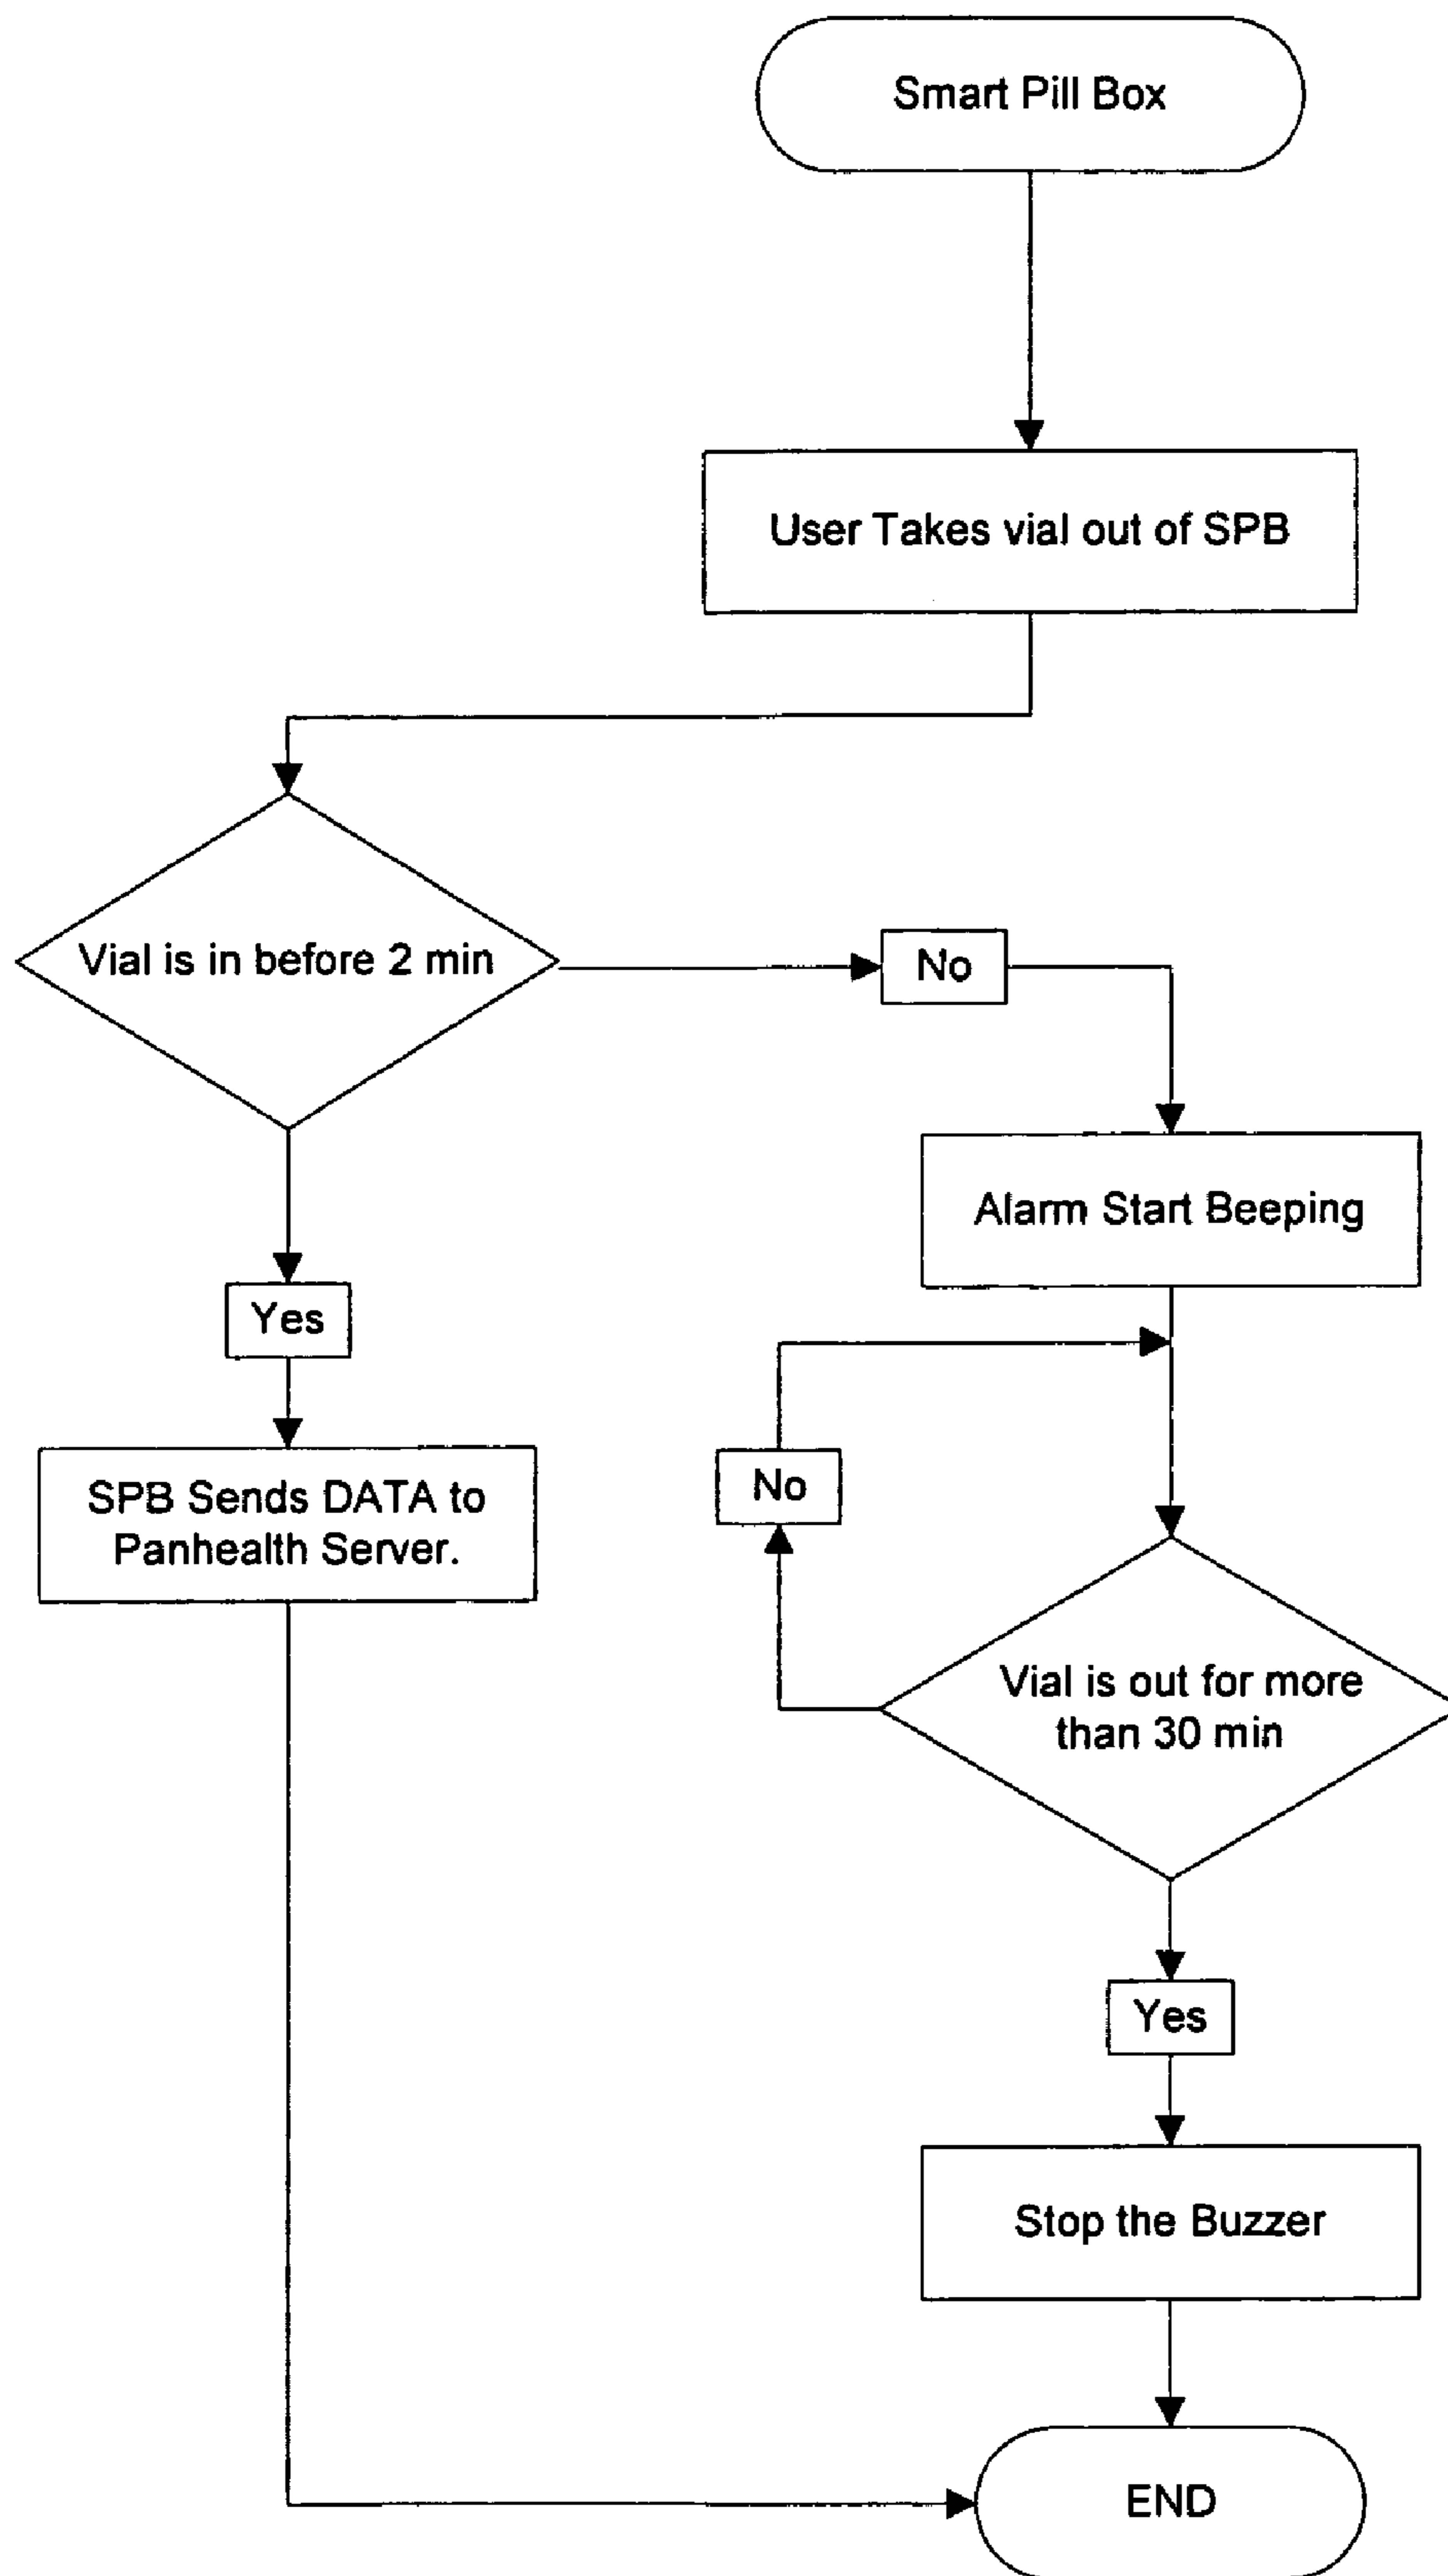 Smart Pill Box
User Takes vial out of SPB
Vial is in before 2 min
No
Alarm Start Beeping
Yes
SPB Sends DATA to
Panhealth Server.
No
Vial is out for more
than 30 min
Yes
Stop the Buzzer
END